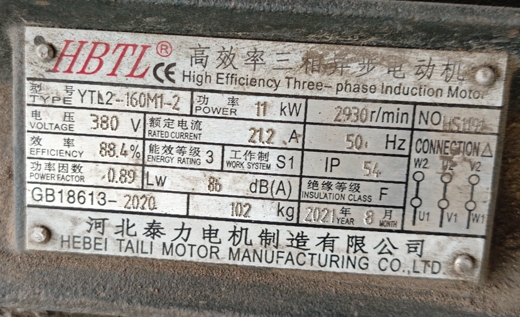 HBTL® CE 高效率三相异步电动机
High Efficiency Three-phase Induction Motor
型号 TYPE YTL2-160M1-2 功率 POWER 11 kW 2930 r/min NO
电压 VOLTAGE 380 V 额定电流 RATED CURRENT 21.2 A 50 Hz CONNECTION △
效率 EFFICIENCY 88.4% 能效等级 ENERGY RATING 3 工作制 WORK SYSTEM S1 IP 54 W2 U2 V2
功率因数 POWER FACTOR 0.89 Lw 86 dB(A) 绝缘等级 INSULATION CLASS F
GB18613-2020 102 kg 2021年 YEAR 8月 MONTH U1 V1 W1
河北泰力电机制造有限公司
HEBEI TAILI MOTOR MANUFACTURING CO.,LTD.